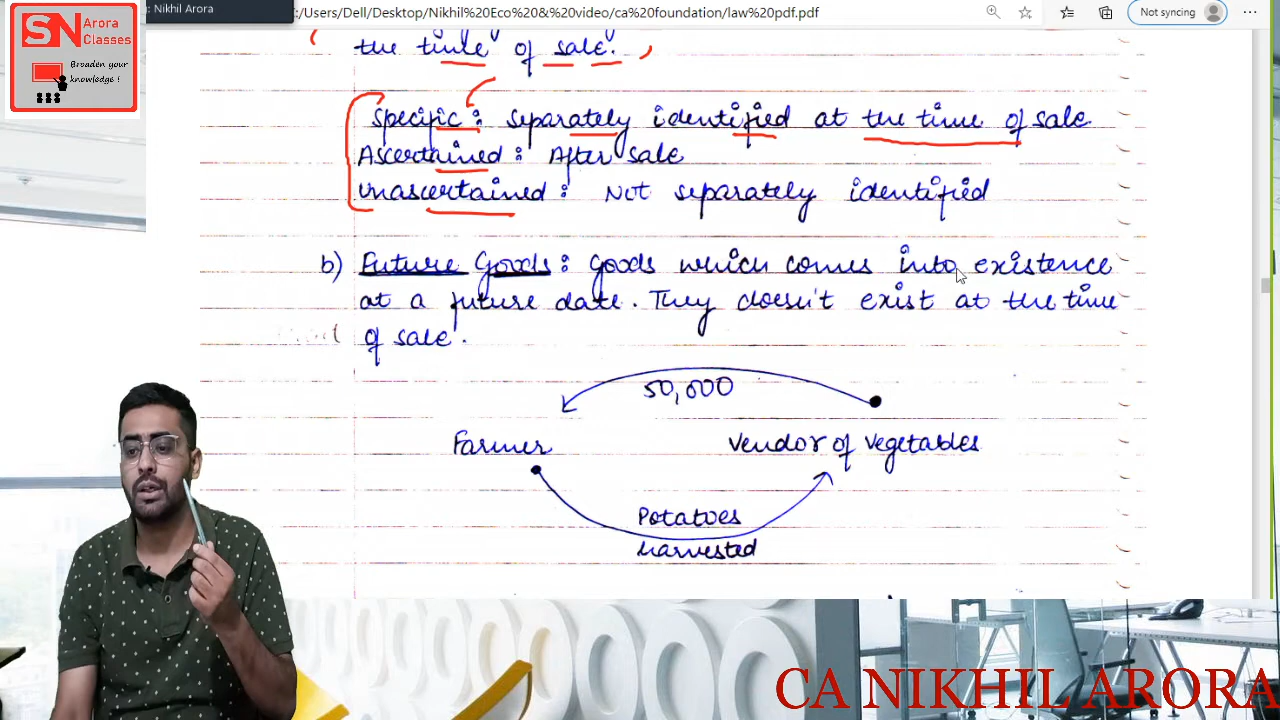 Nikhil Arora
:/Users/Dell/Desktop/Nikhil%20Eco%20&%20video/ca%20foundation/law%20pdf.pdf
Not syncing
SN Arora Classes
Broaden your knowledge !
the time of sale.
Specific : separately identified at the time of sale
Ascertained : After sale
Unascertained : Not separately identified
b) Future Goods : Goods which comes into existence
at a future date. They doesn't exist at the time
of sale.
50,000
Farmer
Vendor of Vegetables
Potatoes
harvested
CA NIKHIL ARORA